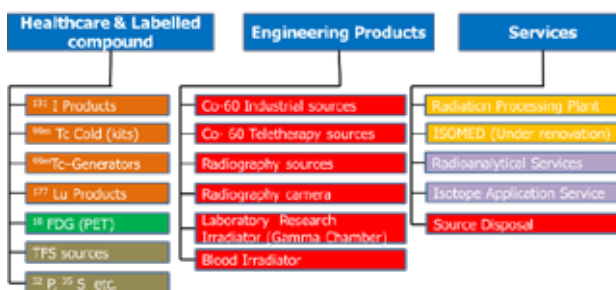 Healthcare & Labelled
compound
¹³¹ I Products
⁹⁹ᵐ Tc Cold (kits)
⁹⁹ᵐTc–Generators
¹⁷⁷ Lu Products
¹⁸ FDG (PET)
TFS sources
³² P, ³⁵ S, etc.
Engineering Products
Co-60 Industrial sources
Co- 60 Teletherapy sources
Radiography sources
Radiography camera
Laboratory Research
Irradiator (Gamma Chamber)
Blood Irradiator
Services
Radiation Processing Plant
ISOMED (Under renovation)
Radioanalytical Services
Isotope Application Service
Source Disposal